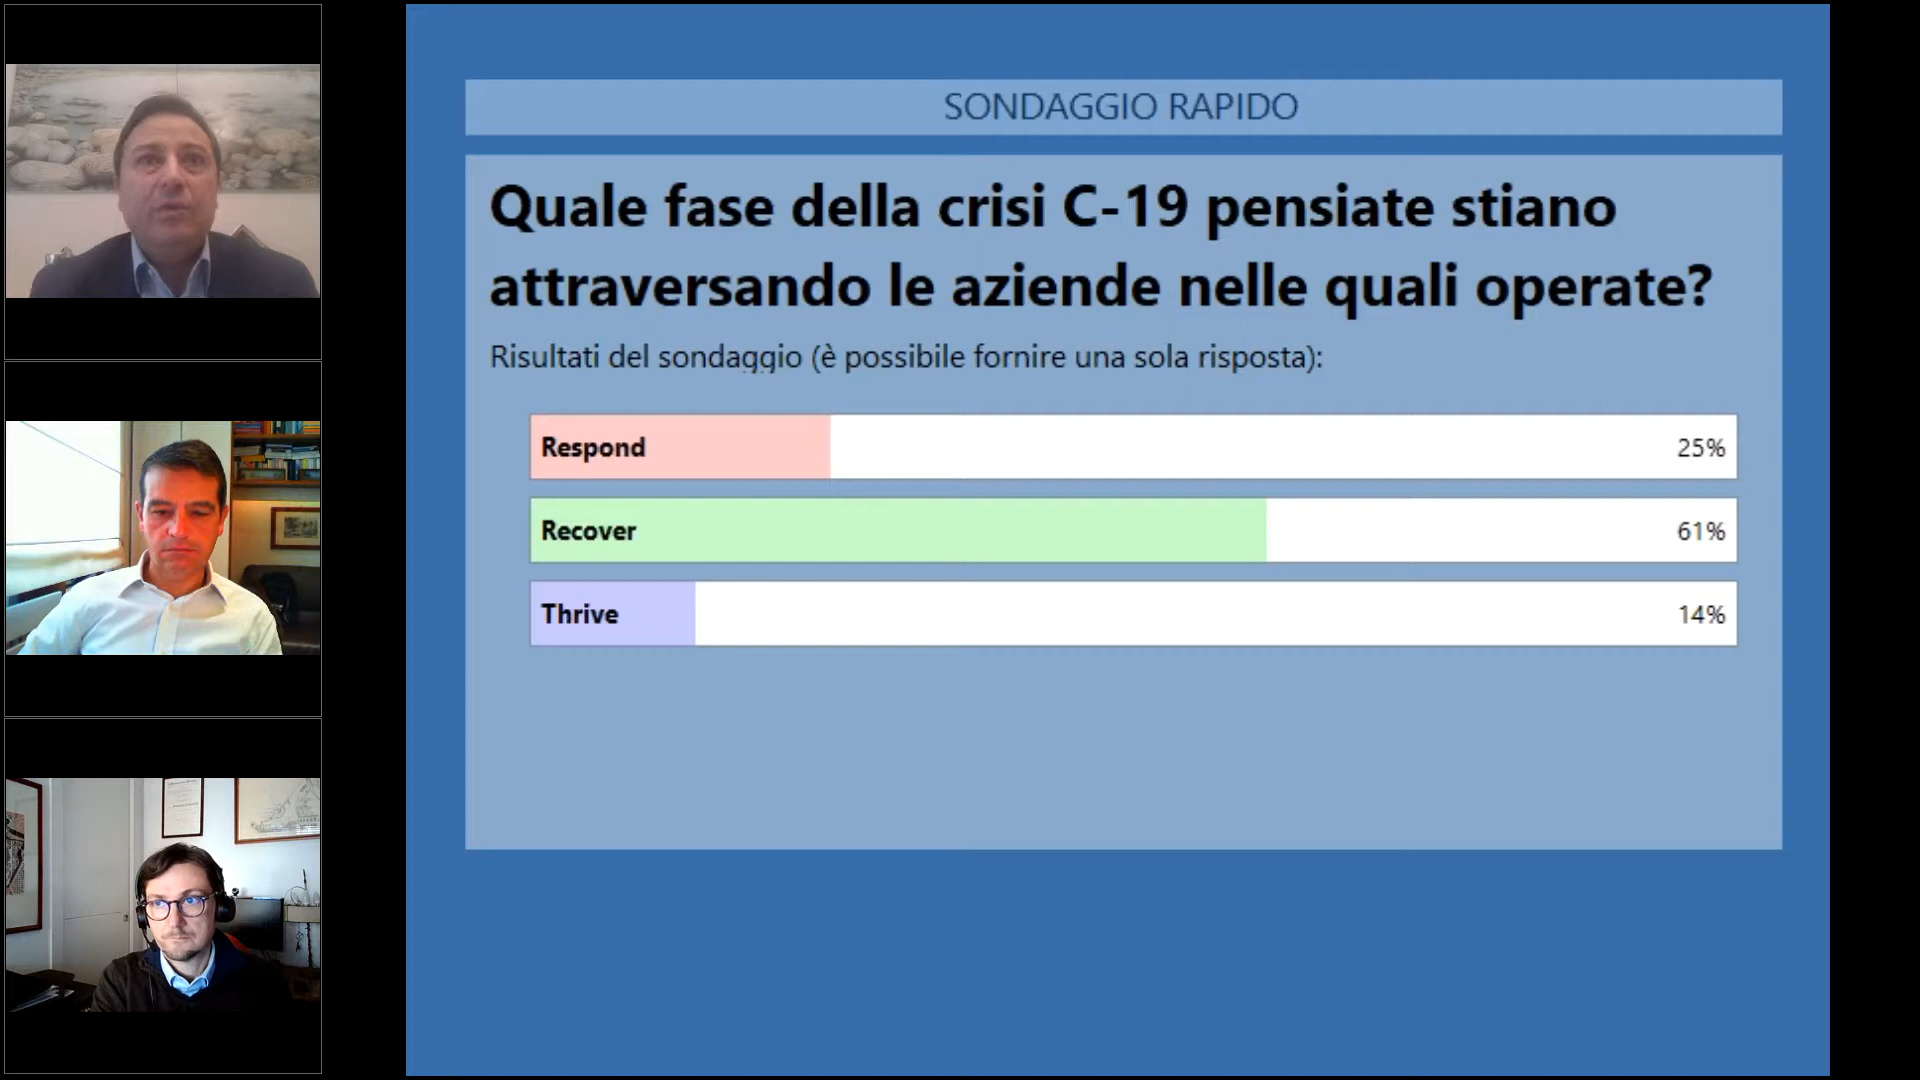 SONDAGGIO RAPIDO
Quale fase della crisi C-19 pensiate stiano
attraversando le aziende nelle quali operate?
Risultati del sondaggio (è possibile fornire una sola risposta):
Respond 25%
Recover 61%
Thrive 14%